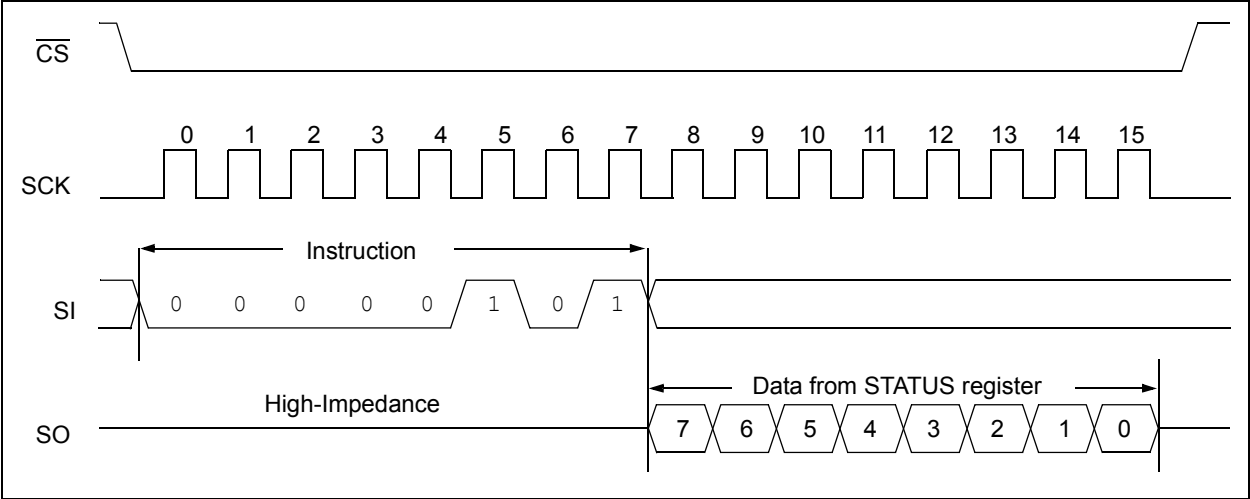 CS
0 1 2 3 4 5 6 7 8 9 10 11 12 13 14 15
SCK
Instruction
SI 0 0 0 0 0 1 0 1
Data from STATUS register
High-Impedance
SO 7 6 5 4 3 2 1 0